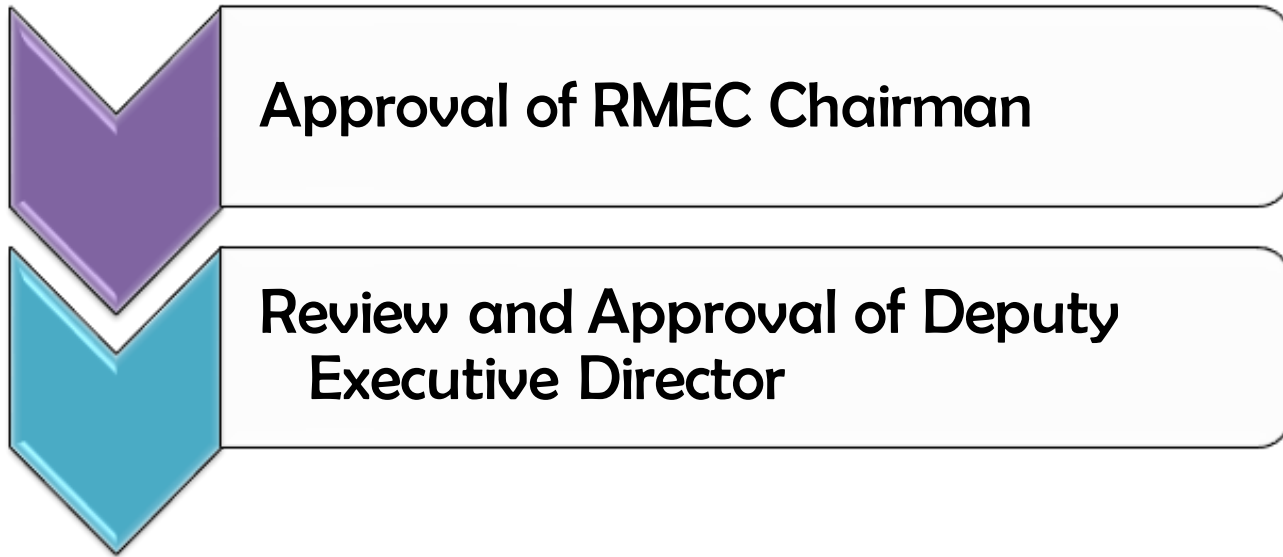 Approval of RMEC Chairman
Review and Approval of Deputy
Executive Director